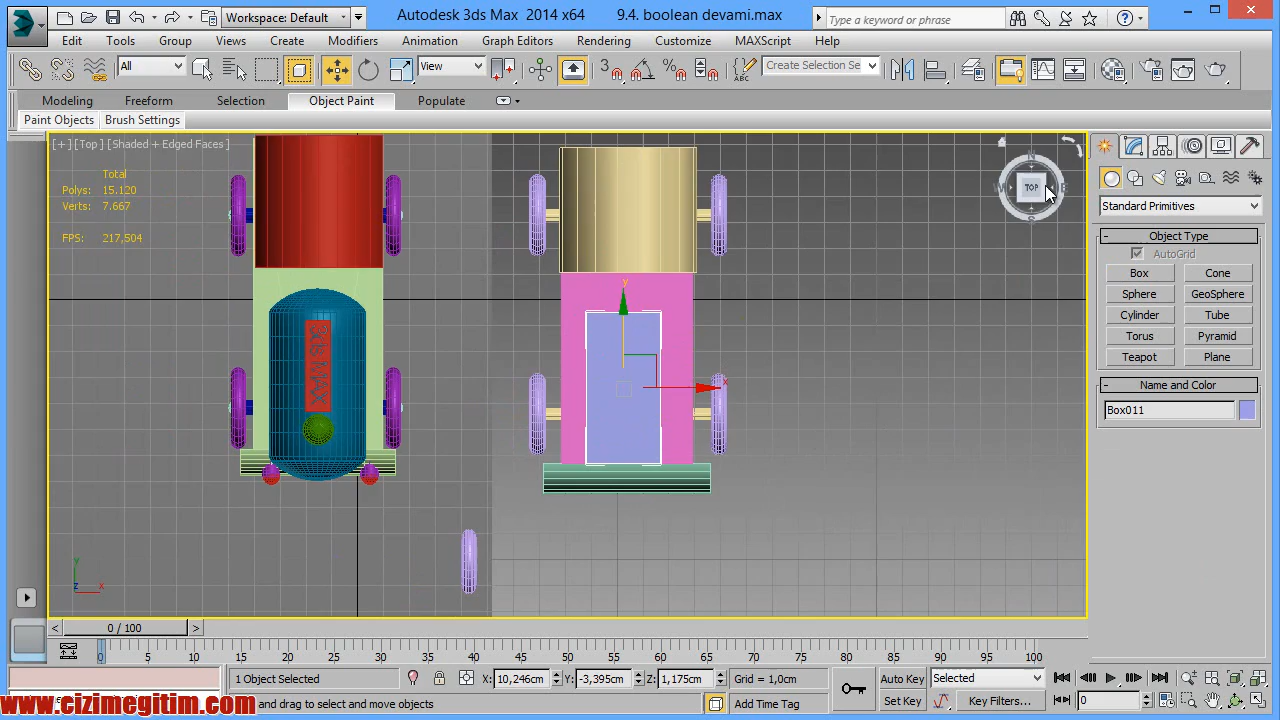 Workspace: Default
Autodesk 3ds Max 2014 x64 9.4. boolean devami.max
Type a keyword or phrase
Edit Tools Group Views Create Modifiers Animation Graph Editors Rendering Customize MAXScript Help
All
View
Create Selection Se
Modeling Freeform Selection Object Paint Populate
Paint Objects Brush Settings
[+] [Top ] [Shaded + Edged Faces ]
Total
Polys: 15.120
Verts: 7.667
FPS: 217,504
3ds MAX
y
x
y
z x
N
TOP
S
Standard Primitives
Object Type
AutoGrid
Box Cone
Sphere GeoSphere
Cylinder Tube
Torus Pyramid
Teapot Plane
Name and Color
Box011
0 / 100
0 5 10 15 20 25 30 35 40 45 50 55 60 65 70 75 80 85 90 95 100
1 Object Selected
X: 10,246cm Y: -3,395cm Z: 1,175cm Grid = 1,0cm
Auto Key Selected
www.cizimegitim.com
and drag to select and move objects
Add Time Tag
Set Key Key Filters... 0